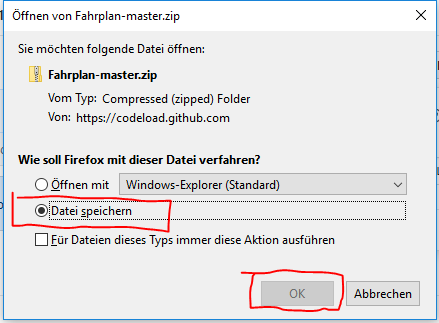 Öffnen von Fahrplan-master.zip
Sie möchten folgende Datei öffnen:
Fahrplan-master.zip
Vom Typ: Compressed (zipped) Folder
Von: https://codeload.github.com
Wie soll Firefox mit dieser Datei verfahren?
Öffnen mit Windows-Explorer (Standard)
Datei speichern
Für Dateien dieses Typs immer diese Aktion ausführen
OK Abbrechen